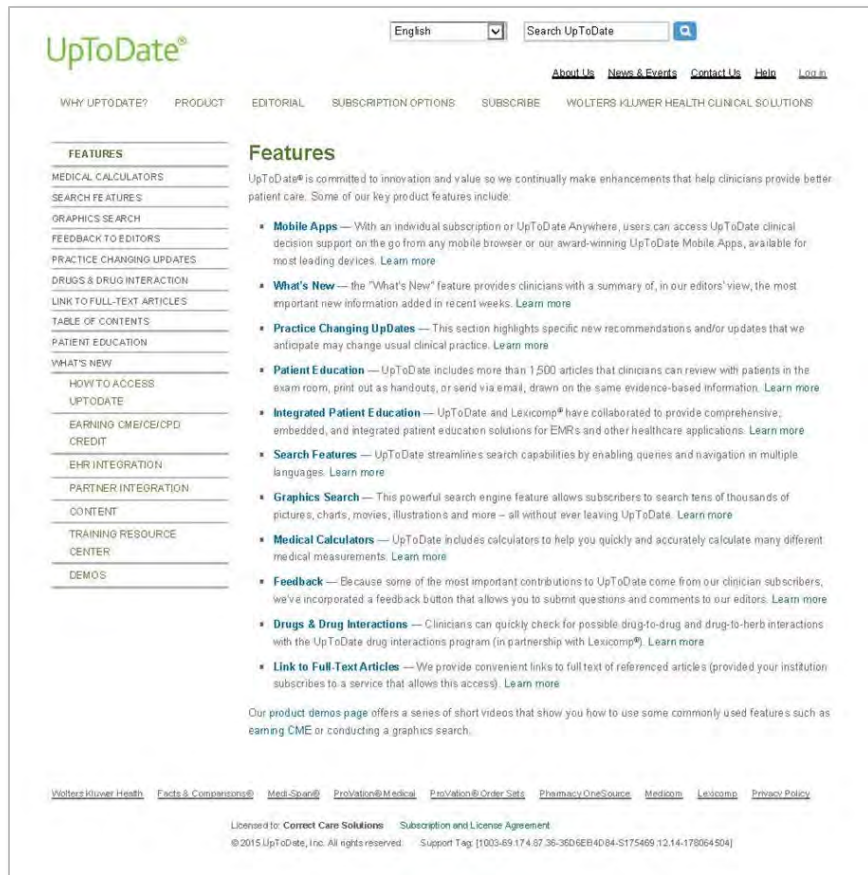 UpToDate®
English
Search UpToDate
About Us News & Events Contact Us Help Log in
WHY UPTODATE? PRODUCT EDITORIAL SUBSCRIPTION OPTIONS SUBSCRIBE WOLTERS KLUWER HEALTH CLINICAL SOLUTIONS
FEATURES
MEDICAL CALCULATORS
SEARCH FEATURES
GRAPHICS SEARCH
FEEDBACK TO EDITORS
PRACTICE CHANGING UPDATES
DRUGS & DRUG INTERACTION
LINK TO FULL-TEXT ARTICLES
TABLE OF CONTENTS
PATIENT EDUCATION
WHAT'S NEW
HOW TO ACCESS
UPTODATE
EARNING CME/CE/CPD
CREDIT
EHR INTEGRATION
PARTNER INTEGRATION
CONTENT
TRAINING RESOURCE
CENTER
DEMOS
Features
UpToDate® is committed to innovation and value so we continually make enhancements that help clinicians provide better
patient care. Some of our key product features include:
Mobile Apps — With an individual subscription or UpToDate Anywhere, users can access UpToDate clinical
decision support on the go from any mobile browser or our award-winning UpToDate Mobile Apps, available for
most leading devices. Learn more
What's New — the "What's New" feature provides clinicians with a summary of, in our editors' view, the most
important new information added in recent weeks. Learn more
Practice Changing UpDates — This section highlights specific new recommendations and/or updates that we
anticipate may change usual clinical practice. Learn more
Patient Education — UpToDate includes more than 1,500 articles that clinicians can review with patients in the
exam room, print out as handouts, or send via email, drawn on the same evidence-based information. Learn more
Integrated Patient Education — UpToDate and Lexicomp® have collaborated to provide comprehensive,
embedded, and integrated patient education solutions for EMRs and other healthcare applications. Learn more
Search Features — UpToDate streamlines search capabilities by enabling queries and navigation in multiple
languages. Learn more
Graphics Search — This powerful search engine feature allows subscribers to search tens of thousands of
pictures, charts, movies, illustrations and more – all without ever leaving UpToDate. Learn more
Medical Calculators — UpToDate includes calculators to help you quickly and accurately calculate many different
medical measurements. Learn more
Feedback — Because some of the most important contributions to UpToDate come from our clinician subscribers,
we've incorporated a feedback button that allows you to submit questions and comments to our editors. Learn more
Drugs & Drug Interactions — Clinicians can quickly check for possible drug-to-drug and drug-to-herb interactions
with the UpToDate drug interactions program (in partnership with Lexicomp®). Learn more
Link to Full-Text Articles — We provide convenient links to full text of referenced articles (provided your institution
subscribes to a service that allows this access). Learn more
Our product demos page offers a series of short videos that show you how to use some commonly used features such as
earning CME or conducting a graphics search.
Wolters Kluwer Health Facts & Comparisons® Medi-Span® ProVation® Medical ProVation® Order Sets Pharmacy OneSource Medicom Lexicomp Privacy Policy
Licensed to: Correct Care Solutions Subscription and License Agreement
© 2015 UpToDate, Inc. All rights reserved. Support Tag: [1003-69.174.87.36-36D6EB4D84-S175469.12.14-178064504]